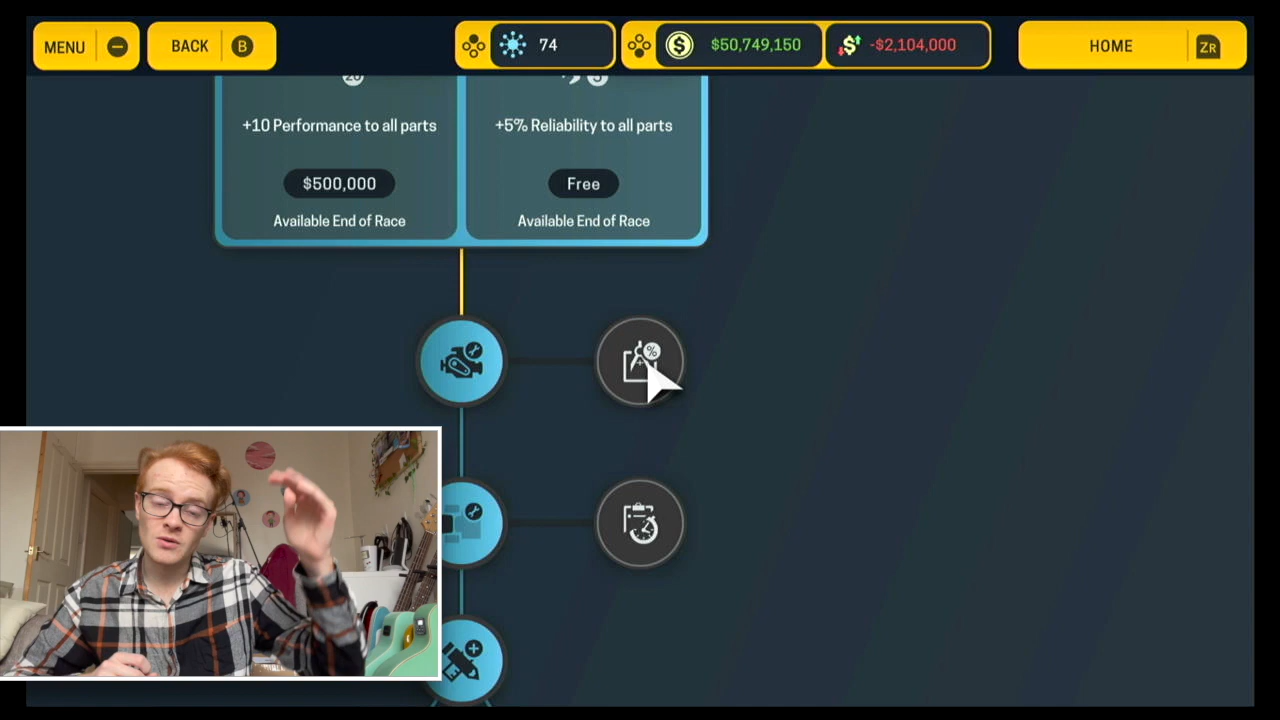 MENU
BACK B
74
$50,749,150
-$2,104,000
HOME ZR
+10 Performance to all parts
+5% Reliability to all parts
$500,000
Free
Available End of Race
Available End of Race